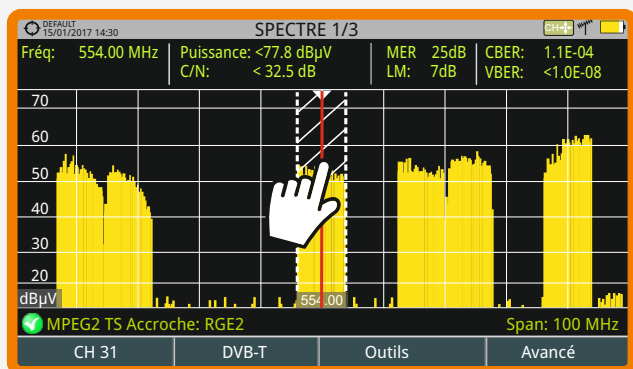 DEFAULT
15/01/2017 14:30
SPECTRE 1/3
CH
Fréq: 554.00 MHz
Puissance: <77.8 dBµV
C/N: < 32.5 dB
MER 25dB
LM: 7dB
CBER: 1.1E-04
VBER: <1.0E-08
70
60
50
40
30
20
dBµV
554.00
MPEG2 TS Accroche: RGE2
Span: 100 MHz
CH 31
DVB-T
Outils
Avancé